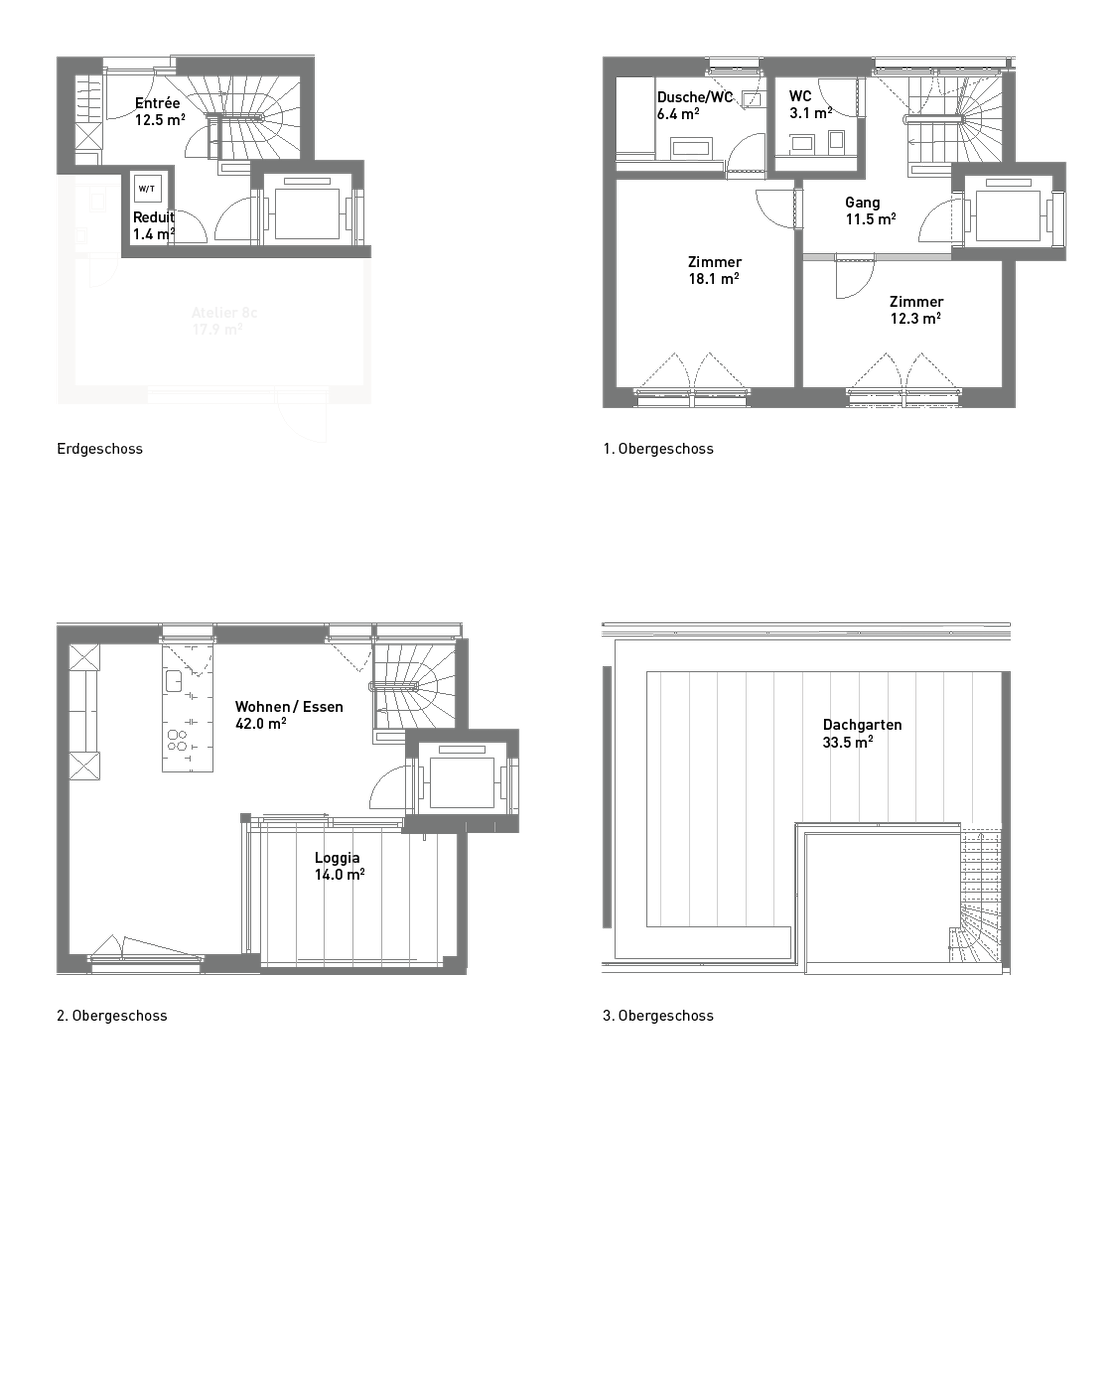 Entrée
12.5 m²
W/T
Reduit
1.4 m²
Atelier 8c
17.9 m²
Erdgeschoss
Dusche/WC
6.4 m²
WC
3.1 m²
Gang
11.5 m²
Zimmer
18.1 m²
Zimmer
12.3 m²
1. Obergeschoss
Wohnen / Essen
42.0 m²
Loggia
14.0 m²
2. Obergeschoss
Dachgarten
33.5 m²
3. Obergeschoss